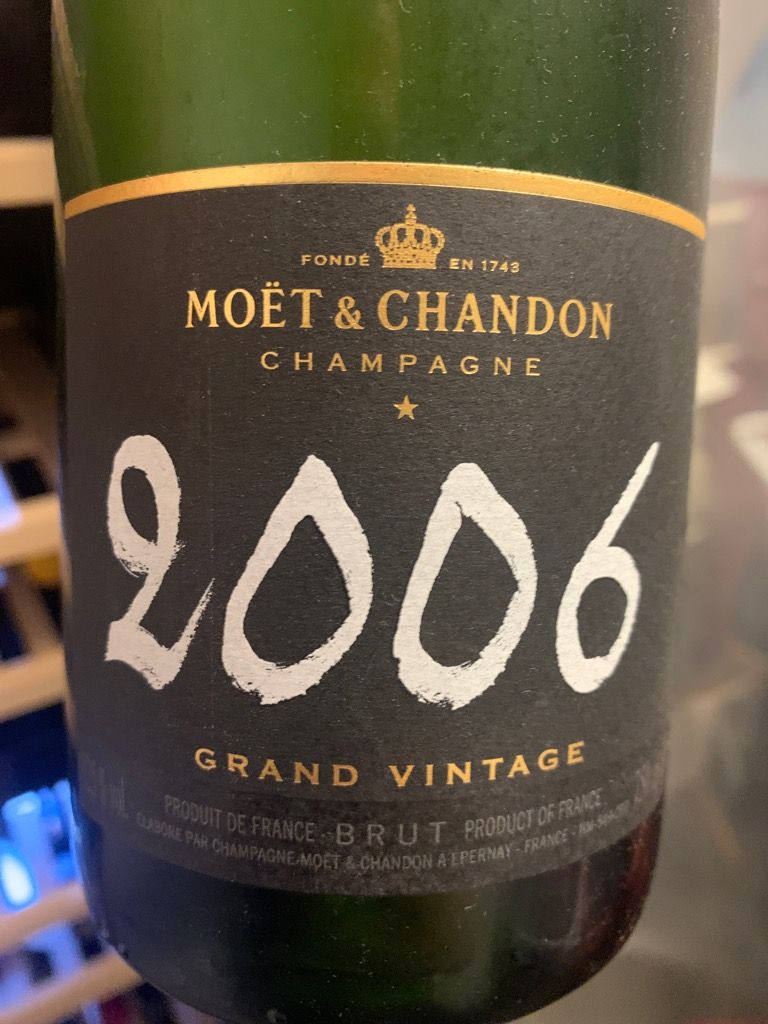 FONDÉ EN 1743
MOËT & CHANDON
CHAMPAGNE
2006
GRAND VINTAGE
PRODUIT DE FRANCE - BRUT PRODUCT OF FRANCE
ELABORÉ PAR CHAMPAGNE MOËT & CHANDON A EPERNAY - FRANCE -